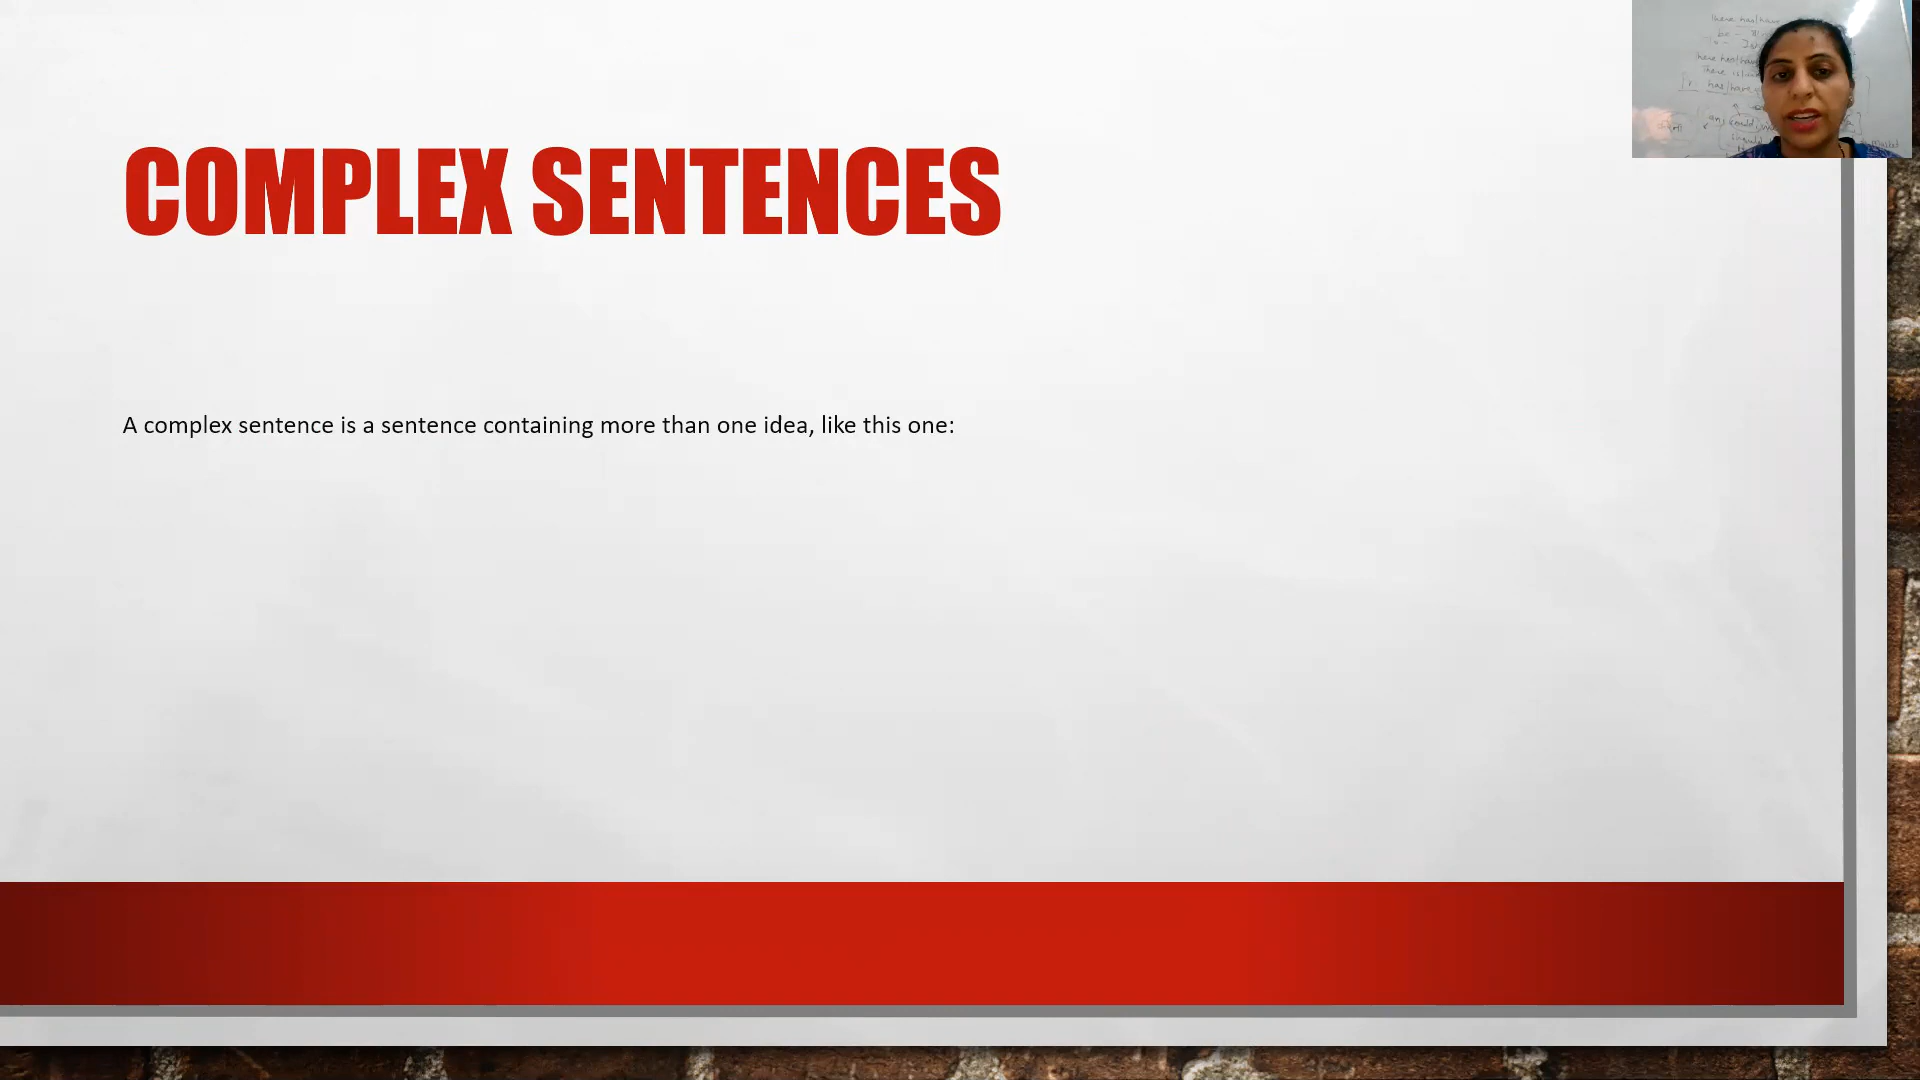 COMPLEX SENTENCES
A complex sentence is a sentence containing more than one idea, like this one: